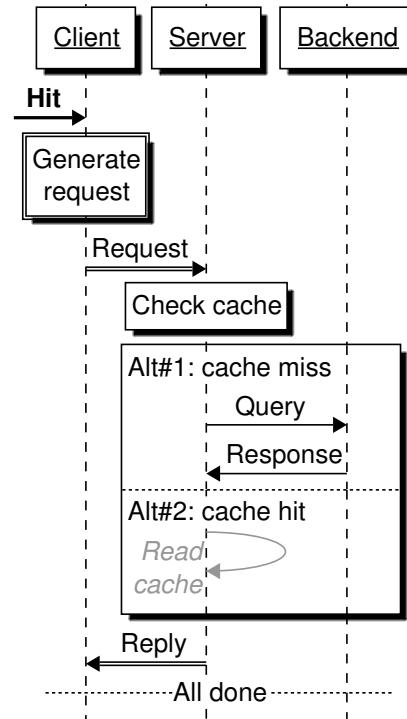 Client
Server
Backend
Hit
Generate
request
Request
Check cache
Alt#1: cache miss
Query
Response
Alt#2: cache hit
Read
cache
Reply
All done